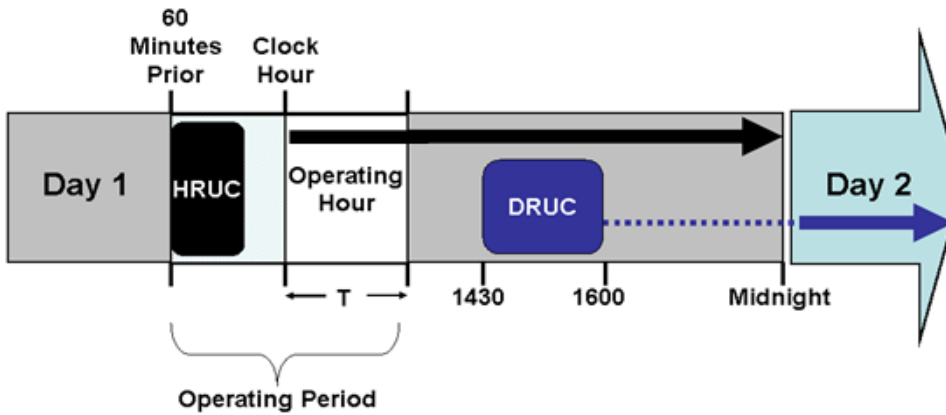 60
Minutes
Prior
Clock
Hour
Day 1
HRUC
Operating
Hour
DRUC
Day 2
T
1430
1600
Midnight
Operating Period